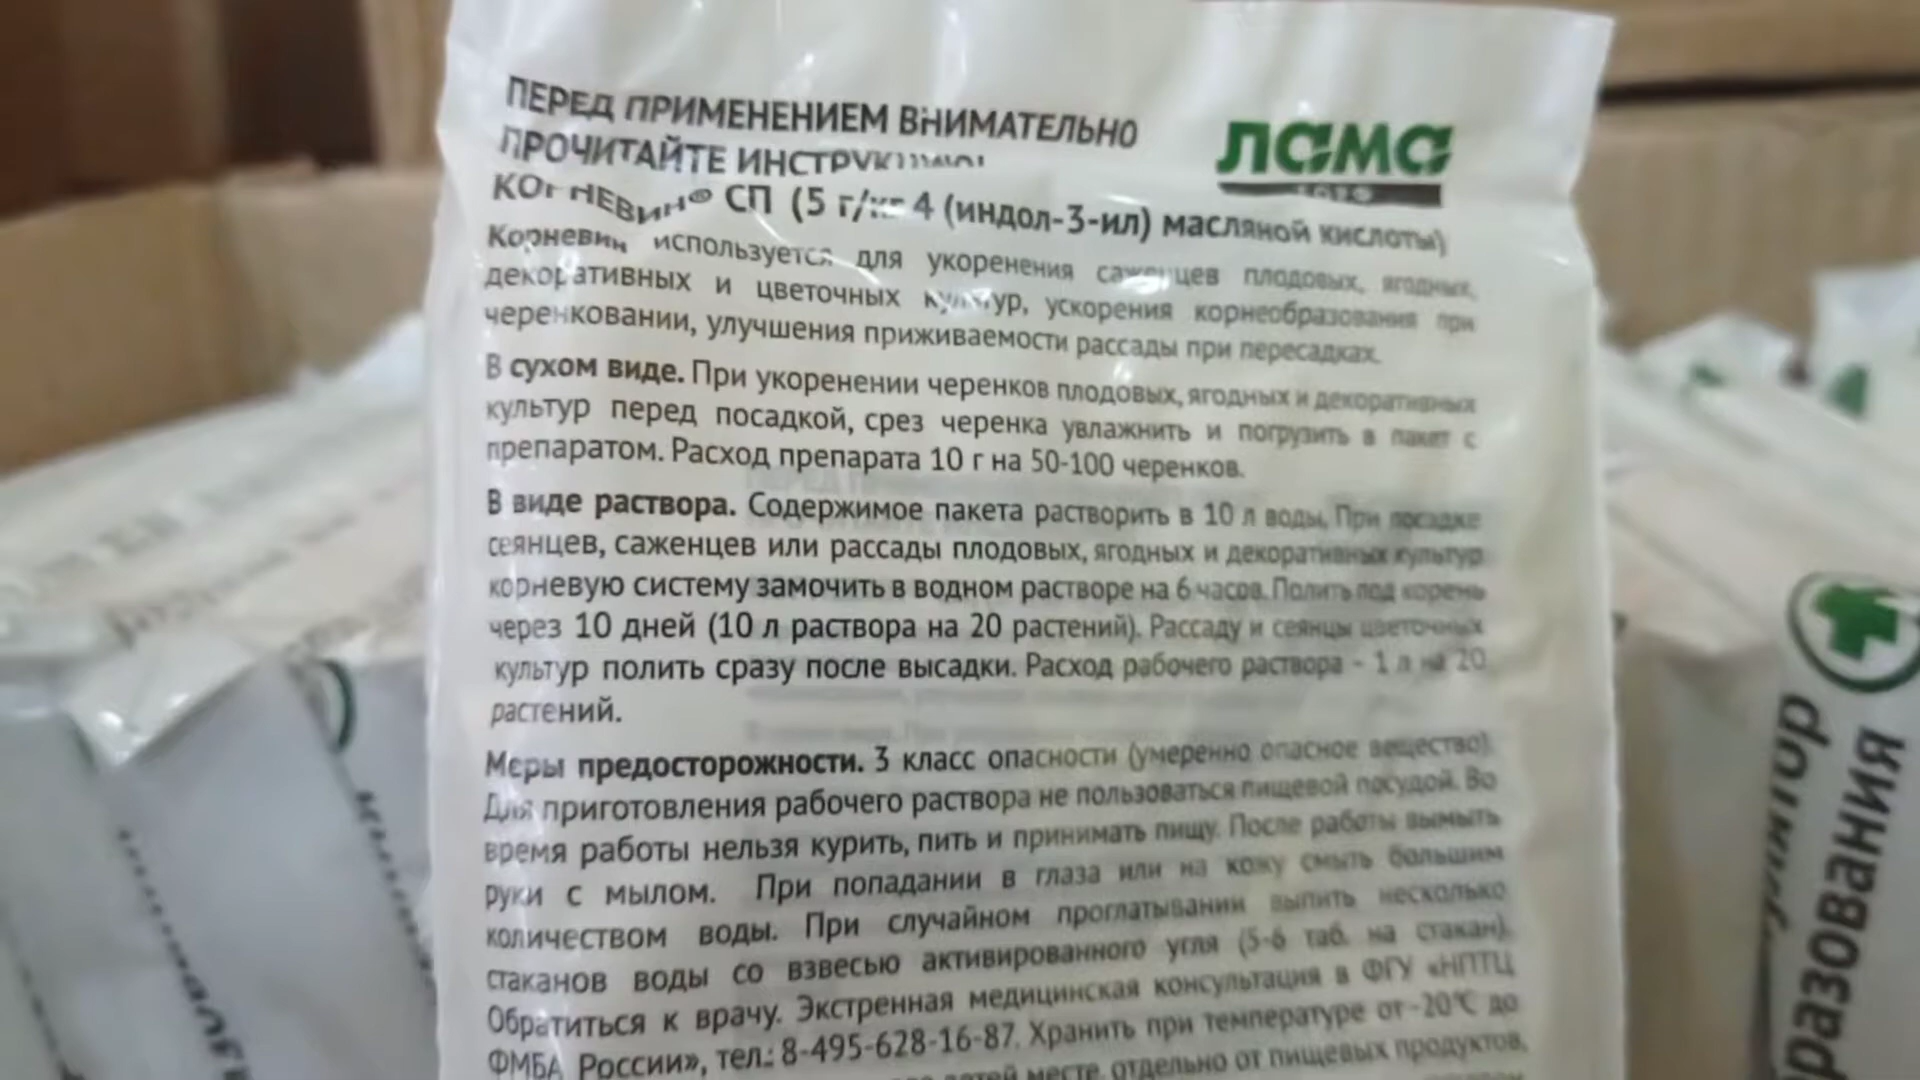 ПЕРЕД ПРИМЕНЕНИЕМ ВНИМАТЕЛЬНО
ПРОЧИТАЙТЕ ИНСТРУКЦИЮ!
лама
торф
КОРНЕВИН® СП (5 г/кг 4 (индол-3-ил) масляной кислоты)
Корневин используется для укоренения саженцев плодовых, ягодных,
декоративных и цветочных культур, ускорения корнеобразования при
черенковании, улучшения приживаемости рассады при пересадках.
В сухом виде. При укоренении черенков плодовых, ягодных и декоративных
культур перед посадкой, срез черенка увлажнить и погрузить в пакет с
препаратом. Расход препарата 10 г на 50-100 черенков.
В виде раствора. Содержимое пакета растворить в 10 л воды. При посадке
сеянцев, саженцев или рассады плодовых, ягодных и декоративных культур
корневую систему замочить в водном растворе на 6 часов. Полить под корень
через 10 дней (10 л раствора на 20 растений). Рассаду и сеянцы цветочных
культур полить сразу после высадки. Расход рабочего раствора - 1 л на 20
растений.
Меры предосторожности. 3 класс опасности (умеренно опасное вещество).
Для приготовления рабочего раствора не пользоваться пищевой посудой. Во
время работы нельзя курить, пить и принимать пищу. После работы вымыть
руки с мылом. При попадании в глаза или на кожу смыть большим
количеством воды. При случайном проглатывании выпить несколько
стаканов воды со взвесью активированного угля (5-6 таб. на стакан).
Обратиться к врачу. Экстренная медицинская консультация в ФГУ «НПТЦ
ФМБА России», тел.: 8-495-628-16-87. Хранить при температуре от -20°С до
детей месте, отдельно от пищевых продуктов,